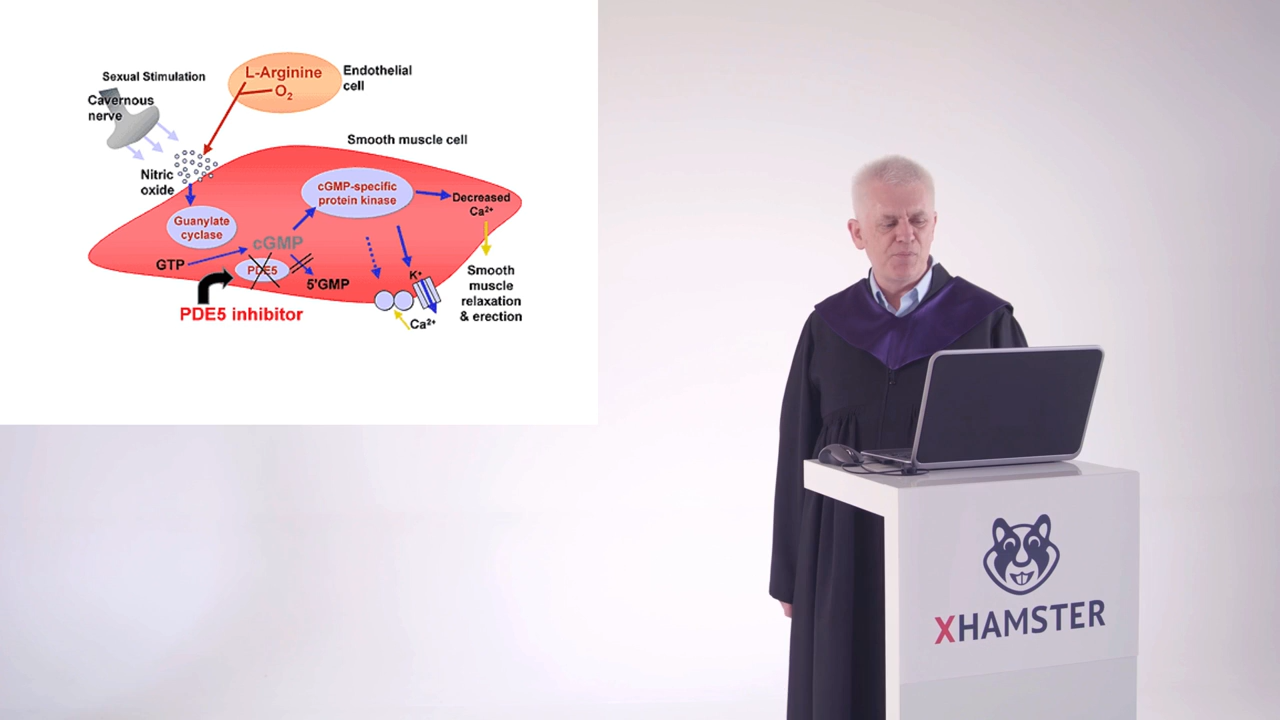 Sexual Stimulation
Cavernous
nerve
L-Arginine
O₂
Endothelial
cell
Smooth muscle cell
Nitric
oxide
Guanylate
cyclase
cGMP-specific
protein kinase
Decreased
Ca²⁺
cGMP
GTP
PDE5
5'GMP
K⁺
Ca²⁺
Smooth
muscle
relaxation
& erection
PDE5 inhibitor
XHAMSTER